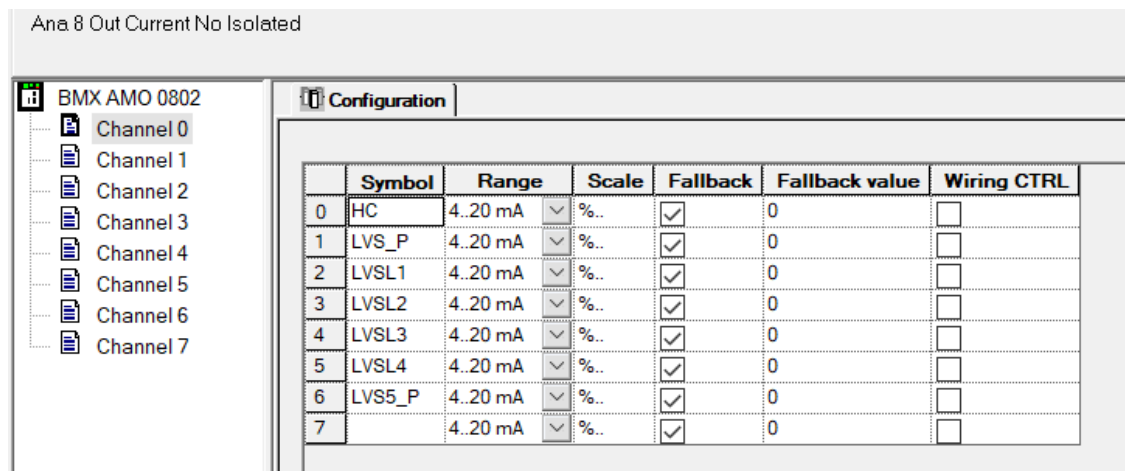 Ana 8 Out Current No Isolated
BMX AMO 0802
Channel 0
Channel 1
Channel 2
Channel 3
Channel 4
Channel 5
Channel 6
Channel 7
Configuration
Symbol Range Scale Fallback Fallback value Wiring CTRL
0 HC 4..20 mA %.. 0
1 LVS_P 4..20 mA %.. 0
2 LVSL1 4..20 mA %.. 0
3 LVSL2 4..20 mA %.. 0
4 LVSL3 4..20 mA %.. 0
5 LVSL4 4..20 mA %.. 0
6 LVS5_P 4..20 mA %.. 0
7 4..20 mA %.. 0